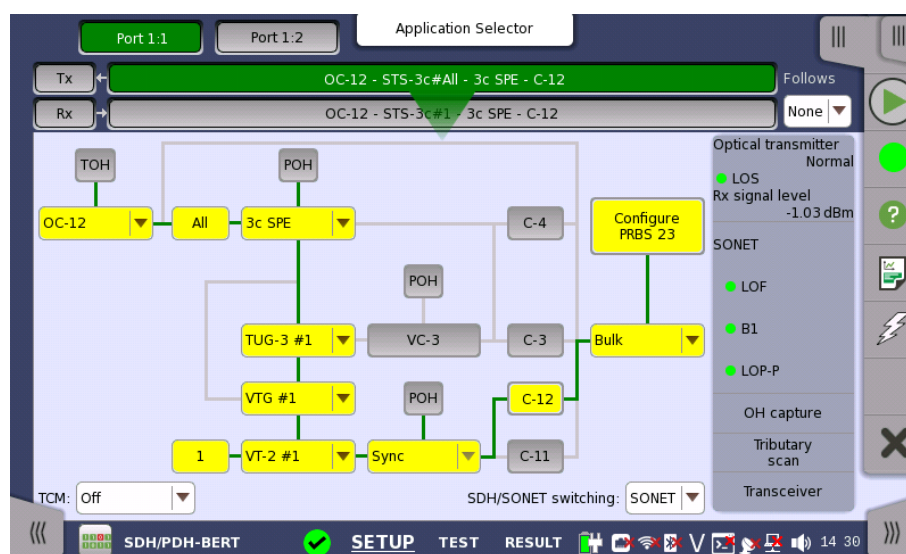 Port 1:1
Port 1:2
Application Selector
Tx
OC-12 - STS-3c#All - 3c SPE - C-12
Follows
Rx
OC-12 - STS-3c#1 - 3c SPE - C-12
None
TOH
POH
Optical transmitter
Normal
LOS
Rx signal level
-1.03 dBm
OC-12
All
3c SPE
C-4
Configure
PRBS 23
SONET
POH
LOF
TUG-3 #1
VC-3
C-3
Bulk
B1
LOP-P
VTG #1
POH
C-12
OH capture
1
VT-2 #1
Sync
C-11
Tributary
scan
TCM: Off
SDH/SONET switching: SONET
Transceiver
SDH/PDH-BERT
SETUP
TEST
RESULT
V
14 30